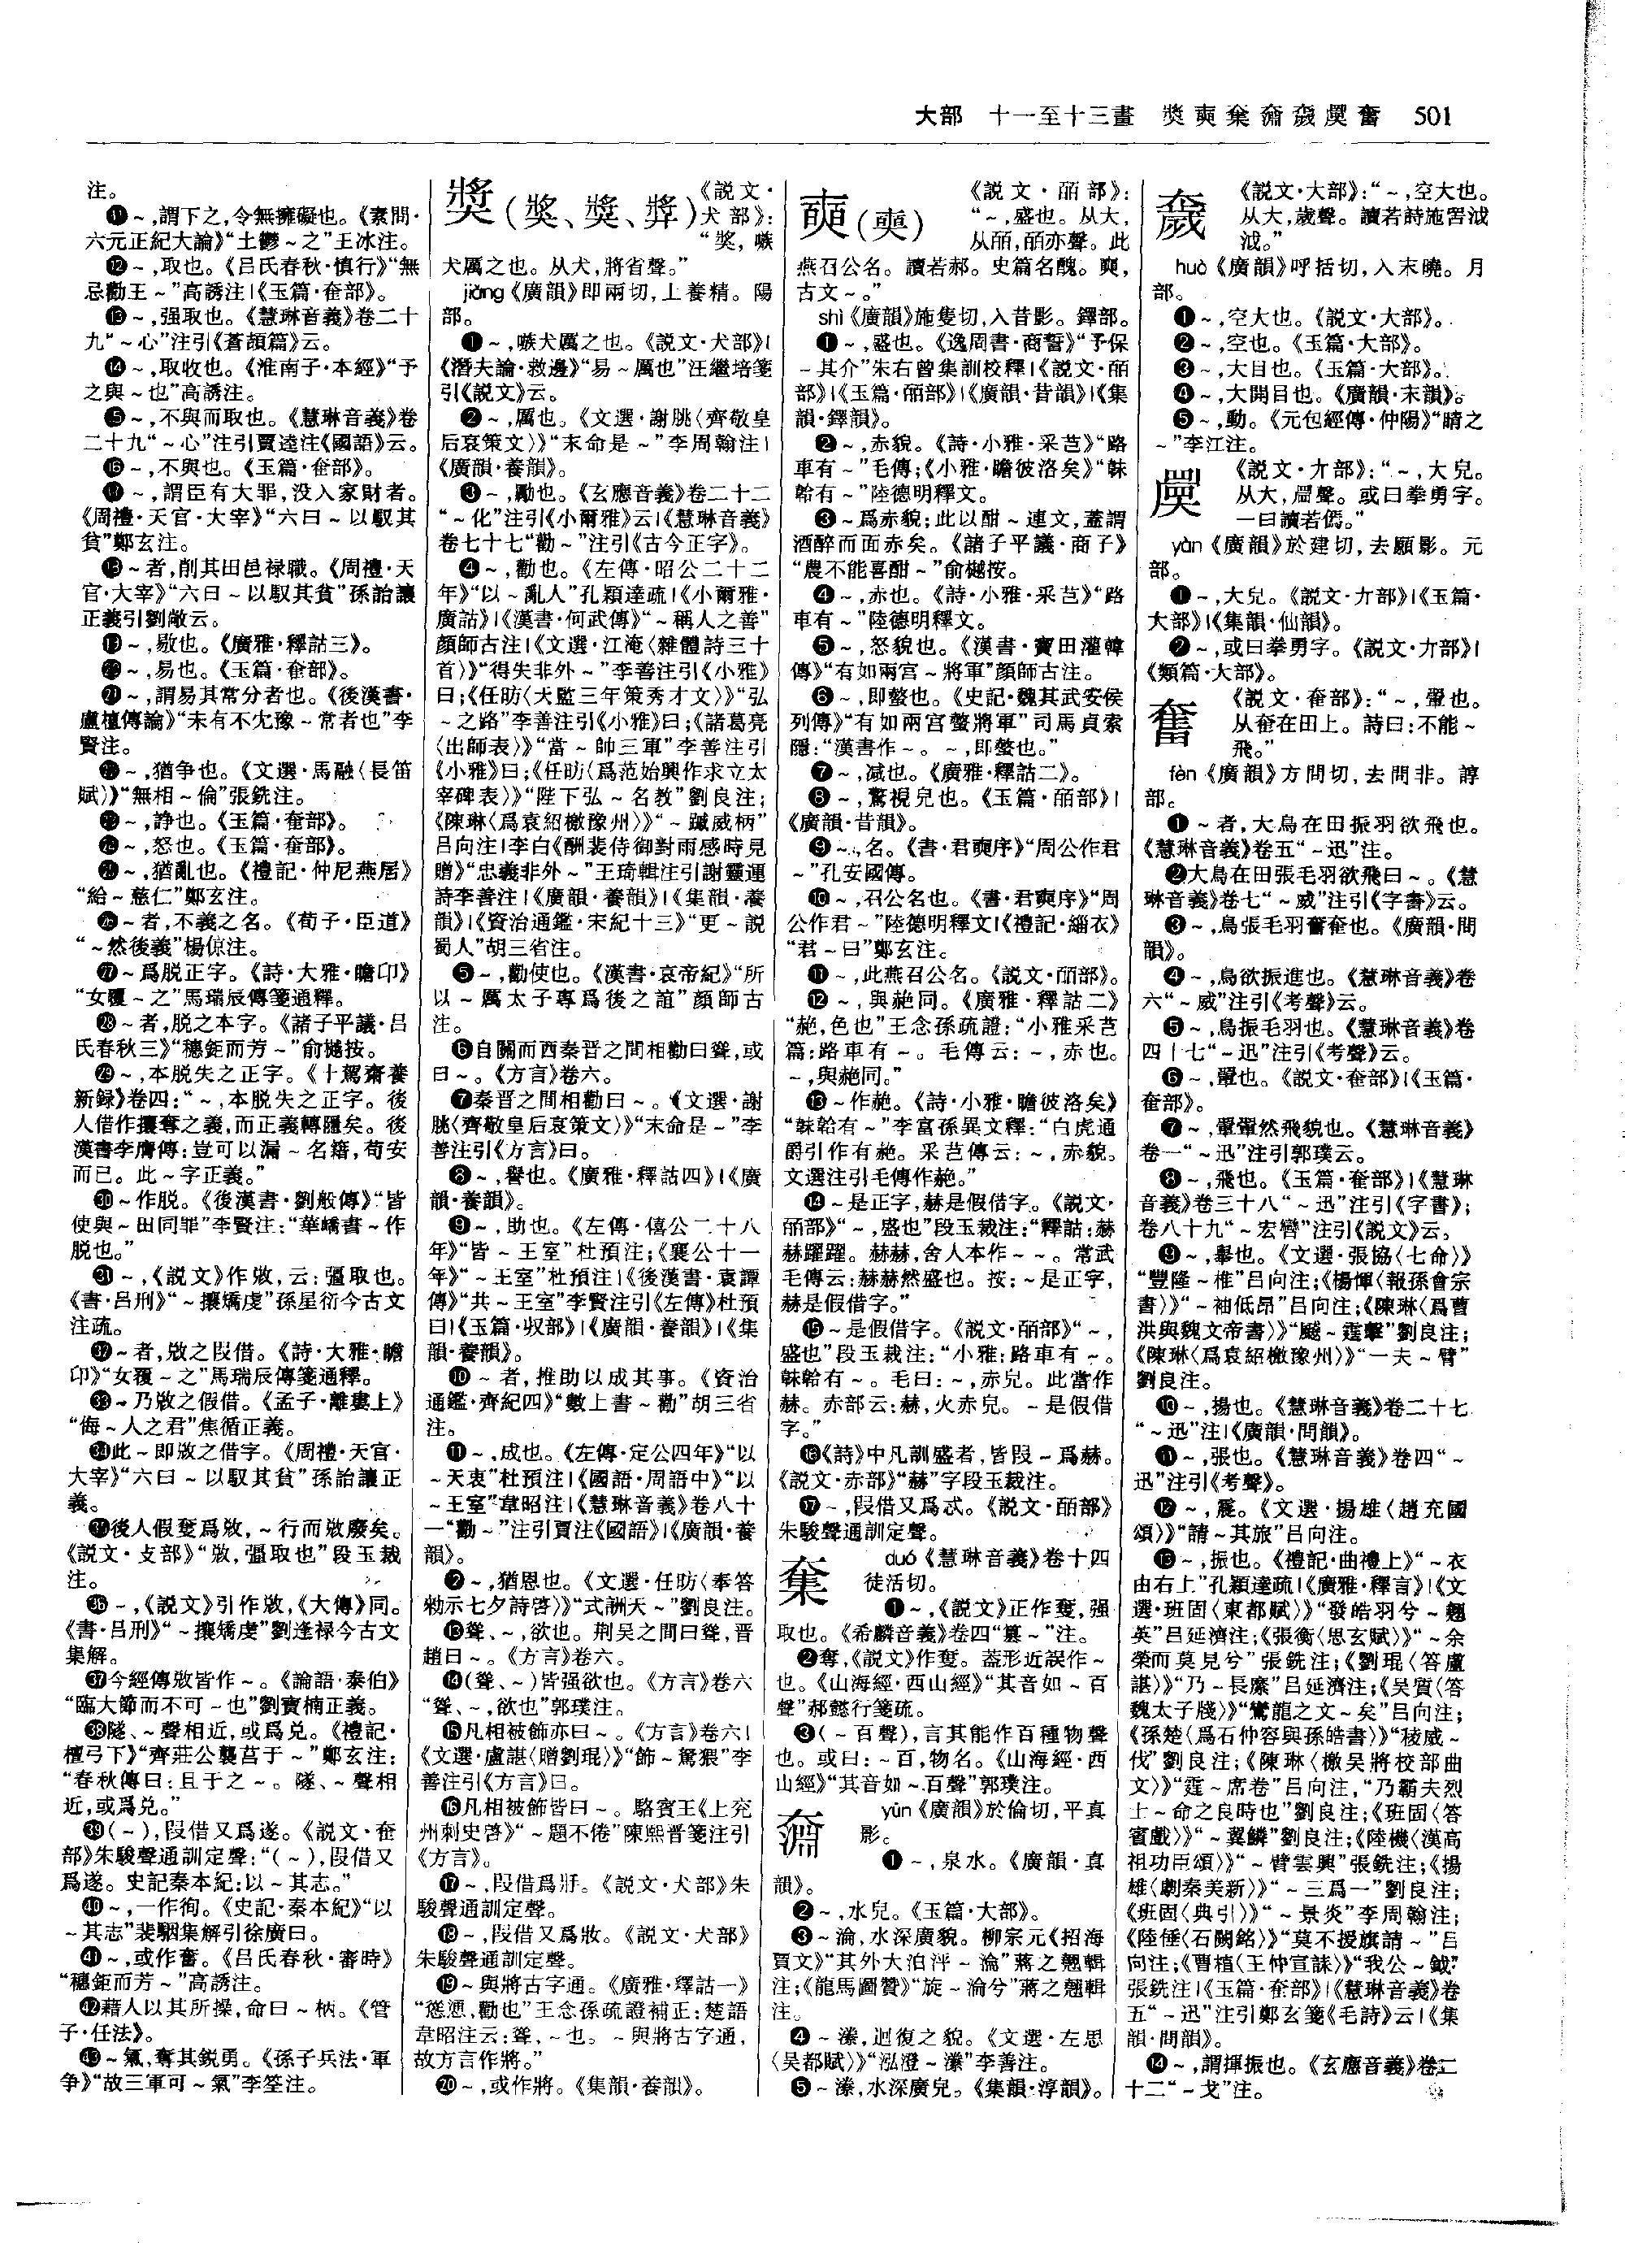 大部　十一至十三畫　奬奭𡙸奫奯𡚇奮　501
注。
⓫～,謂下之,令無擁礙也。《素問·
六元正紀大論》“土鬱～之”王冰注。
⓬～,取也。《吕氏春秋·慎行》“無
忌勸王～”高誘注|《玉篇·奞部》。
⓭～,强取也。《慧琳音義》卷二十
九“～心”注引《蒼頡篇》云。
⓮～,取收也。《淮南子·本經》“予
之與～也”高誘注。
⓯～,不與而取也。《慧琳音義》卷
二十九“～心”注引賈逵注《國語》云。
⓰～,不與也。《玉篇·奞部》。
⓱～,謂臣有大罪,没入家財者。
《周禮·天官·大宰》“六曰～以馭其
貧”鄭玄注。
⓲～者,削其田邑禄職。《周禮·天
官·大宰》“六曰～以馭其貧”孫詒讓
正義引劉敞云。
⓳～,敚也。《廣雅·釋詁三》。
⓴～,易也。《玉篇·奞部》。
㉑～,謂易其常分者也。《後漢書·
盧植傳論》“未有不冘豫～常者也”李
賢注。
㉒～,猶争也。《文選·馬融〈長笛
賦〉》“無相～倫”張銑注。
㉓～,諍也。《玉篇·奞部》。
㉔～,怒也。《玉篇·奞部》。
㉕～,猶亂也。《禮記·仲尼燕居》
“給～慈仁”鄭玄注。
㉖～者,不義之名。《荀子·臣道》
“～然後義”楊倞注。
㉗～爲脱正字。《詩·大雅·瞻卬》
“女覆～之”馬瑞辰傳箋通釋。
㉘～者,脱之本字。《諸子平議·吕
氏春秋三》“穗鉅而芳～”俞樾按。
㉙～,本脱失之正字。《十駕齋養
新録》卷四:“～,本脱失之正字。後
人借作攘奪之義,而正義轉隱矣。後
漢書李膺傳:豈可以漏～名籍,苟安
而已。此～字正義。”
㉚～作脱。《後漢書·劉般傳》“皆
使與～田同罪”李賢注:“華嶠書～作
脱也。”
㉛～,《説文》作敚,云:彊取也。
《書·吕刑》“～攘矯虔”孫星衍今古文
注疏。
㉜～者,敚之叚借。《詩·大雅·瞻
卬》“女覆～之”馬瑞辰傳箋通釋。
㉝～乃敚之假借。《孟子·離婁上》
“侮～人之君”焦循正義。
㉞此～即敚之借字。《周禮·天官·
大宰》“六曰～以馭其貧”孫詒讓正
義。
㉟後人假奪爲敚,～行而敚廢矣。
《説文·攴部》“敚,彊取也”段玉裁
注。
㊱～,《説文》引作敚,《大傳》同。
《書·吕刑》“～攘矯虔”劉逢禄今古文
集解。
㊲今經傳敚皆作～。《論語·泰伯》
“臨大節而不可～也”劉寶楠正義。
㊳隧、～聲相近,或爲兑。《禮記·
檀弓下》“齊莊公襲莒于～”鄭玄注:
“春秋傳曰:且于之～。隧、～聲相
近,或爲兑。”
㊴(～),叚借又爲遂。《説文·奞
部》朱駿聲通訓定聲:“(～),叚借又
爲遂。史記秦本紀:以～其志。”
㊵～,一作徇。《史記·秦本紀》“以
～其志”裴駰集解引徐廣曰。
㊶～,或作奮。《吕氏春秋·審時》
“穗鉅而芳～”高誘注。
㊷藉人以其所操,命曰～柄。《管
子·任法》。
㊸～氣,奪其鋭勇。《孫子兵法·軍
争》“故三軍可～氣”李筌注。
奬(獎、奬、弉)《説文·
犬部》:
“奬,嗾
犬厲之也。从犬,將省聲。”
jiǎng《廣韻》即兩切,上養精。陽
部。
❶～,嗾犬厲之也。《説文·犬部》|
《潛夫論·救邊》“易～厲也”汪繼培箋
引《説文》云。
❷～,厲也。《文選·謝朓〈齊敬皇
后哀策文〉》“末命是～”李周翰注|
《廣韻·養韻》。
❸～,勵也。《玄應音義》卷二十二
“～化”注引《小爾雅》云|《慧琳音義》
卷七十七“勸～”注引《古今正字》。
❹～,勸也。《左傳·昭公二十二
年》“以～亂人”孔穎達疏|《小爾雅·
廣詁》|《漢書·何武傳》“～稱人之善”
顔師古注|《文選·江淹〈雜體詩三十
首〉》“得失非外～”李善注引《小雅》
曰;《任昉〈天監三年策秀才文〉》“弘
～之路”李善注引《小雅》曰;《諸葛亮
〈出師表〉》“當～帥三軍”李善注引
《小雅》曰;《任昉〈爲范始興作求立太
宰碑表〉》“陛下弘～名教”劉良注;
《陳琳〈爲袁紹檄豫州〉》“～蹴威柄”
吕向注|李白《酬裴侍御對雨感時見
贈》“忠義非外～”王琦輯注引謝靈運
詩李善注|《廣韻·養韻》|《集韻·養
韻》|《資治通鑑·宋紀十三》“更～説
蜀人”胡三省注。
❺～,勸使也。《漢書·哀帝紀》“所
以～厲太子專爲後之誼”顔師古
注。
❻自關而西秦晋之間相勸曰聳,或
曰～。《方言》卷六。
❼秦晋之間相勸曰～。《文選·謝
朓〈齊敬皇后哀策文〉》“末命是～”李
善注引《方言》曰。
❽～,譽也。《廣雅·釋詁四》|《廣
韻·養韻》。
❾～,助也。《左傳·僖公二十八
年》“皆～王室”杜預注;《襄公十一
年》“～王室”杜預注|《後漢書·袁譚
傳》“共～王室”李賢注引《左傳》杜預
曰|《玉篇·収部》|《廣韻·養韻》|《集
韻·養韻》。
❿～者,推助以成其事。《資治
通鑑·齊紀四》“數上書～勸”胡三省
注。
⓫～,成也。《左傳·定公四年》“以
～天衷”杜預注|《國語·周語中》“以
～王室”韋昭注|《慧琳音義》卷八十
一“勸～”注引賈注《國語》|《廣韻·養
韻》。
⓬～,猶恩也。《文選·任昉〈奉答
勑示七夕詩啓〉》“式詶天～”劉良注。
⓭聳、～,欲也。荆吴之間曰聳,晋
趙曰～。《方言》卷六。
⓮(聳、～)皆强欲也。《方言》卷六
“聳、～,欲也”郭璞注。
⓯凡相被飾亦曰～。《方言》卷六|
《文選·盧諶〈贈劉琨〉》“飾～駑猥”李
善注引《方言》曰。
⓰凡相被飾皆曰～。駱賓王《上兖
州刺史啓》“～題不倦”陳熙晋箋注引
《方言》。
⓱～,叚借爲牂。《説文·犬部》朱
駿聲通訓定聲。
⓲～,叚借又爲妝。《説文·犬部》
朱駿聲通訓定聲。
⓳～與將古字通。《廣雅·釋詁一》
“慫慂,勸也”王念孫疏證補正:楚語
韋昭注云:聳,～也。～與將古字通,
故方言作將。”
⓴～,或作將。《集韻·養韻》。
奭(奭)
《説文·皕部》:
“～,盛也。从大,
从皕,皕亦聲。此
燕召公名。讀若郝。史篇名醜。奭,
古文～。”
shì《廣韻》施隻切,入昔影。鐸部。
❶～,盛也。《逸周書·商誓》“予保
～其介”朱右曾集訓校釋|《説文·皕
部》|《玉篇·皕部》|《廣韻·昔韻》|《集
韻·鐸韻》。
❷～,赤貌。《詩·小雅·采芑》“路
車有～”毛傳;《小雅·瞻彼洛矣》“韎
韐有～”陸德明釋文。
❸～爲赤貌;此以酣～連文,蓋謂
酒醉而面赤矣。《諸子平議·商子》
“農不能喜酣～”俞樾按。
❹～,赤也。《詩·小雅·采芑》“路
車有～”陸德明釋文。
❺～,怒貌也。《漢書·竇田灌韓
傳》“有如兩宫～將軍”顔師古注。
❻～,即螫也。《史記·魏其武安侯
列傳》“有如兩宫螫將軍”司馬貞索
隱:“漢書作～。～,即螫也。”
❼～,减也。《廣雅·釋詁二》。
❽～,驚視皃也。《玉篇·皕部》|
《廣韻·昔韻》。
❾～,名。《書·君奭序》“周公作君
～”孔安國傳。
❿～,召公名也。《書·君奭序》“周
公作君～”陸德明釋文|《禮記·緇衣》
“君～曰”鄭玄注。
⓫～,此燕召公名。《説文·皕部》。
⓬～,與赩同。《廣雅·釋詁二》
“赩,色也”王念孫疏證:“小雅采芑
篇:路車有～。毛傳云:～,赤也。
～,與赩同。”
⓭～作赩。《詩·小雅·瞻彼洛矣》
“韎韐有～”李富孫異文釋:“白虎通
爵引作有赩。采芑傳云:～,赤貌。
文選注引毛傳作赩。”
⓮～是正字,赫是假借字。《説文·
皕部》“～,盛也”段玉裁注:“釋詁:赫
赫躍躍。赫赫,舍人本作～～。常武
毛傳云:赫赫然盛也。按:～是正字,
赫是假借字。”
⓯～是假借字。《説文·皕部》“～,
盛也”段玉裁注:“小雅:路車有～。
韎韐有～。毛曰:～,赤皃。此當作
赫。赤部云:赫,火赤皃。～是假借
字。”
⓰《詩》中凡訓盛者,皆叚～爲赫。
《説文·赤部》“赫”字段玉裁注。
⓱～,叚借又爲忒。《説文·皕部》
朱駿聲通訓定聲。
𡙸
duó《慧琳音義》卷十四
徒活切。
❶～,《説文》正作奪,强
取也。《希麟音義》卷四“篡～”注。
❷奪,《説文》作奪。蓋形近誤作～
也。《山海經·西山經》“其音如～百
聲”郝懿行箋疏。
❸(～百聲),言其能作百種物聲
也。或曰:～百,物名。《山海經·西
山經》“其音如～百聲”郭璞注。
奫
yūn《廣韻》於倫切,平真
影。
❶～,泉水。《廣韻·真
韻》。
❷～,水皃。《玉篇·大部》。
❸～淪,水深廣貌。柳宗元《招海
賈文》“其外大泊泙～淪”蔣之翹輯
注;《龍馬圖贊》“旋～淪兮”蔣之翹輯
注。
❹～潫,迴復之貌。《文選·左思
〈吴都賦〉》“泓澄～潫”李善注。
❺～潫,水深廣皃。《集韻·諄韻》。
奯
《説文·大部》:“～,空大也。
从大,歲聲。讀若詩施罟泧
泧。”
huò《廣韻》呼括切,入末曉。月
部。
❶～,空大也。《説文·大部》。
❷～,空也。《玉篇·大部》。
❸～,大目也。《玉篇·大部》。
❹～,大開目也。《廣韻·末韻》。
❺～,動。《元包經傳·仲陽》“睛之
～”李江注。
𡚇
《説文·夰部》:“～,大皃。
从大,𥈭聲。或曰拳勇字。
一曰讀若傿。”
yàn《廣韻》於建切,去願影。元
部。
❶～,大皃。《説文·夰部》|《玉篇·
大部》|《集韻·仙韻》。
❷～,或曰拳勇字。《説文·夰部》|
《類篇·大部》。
奮
《説文·奞部》:“～,翬也。
从奞在田上。詩曰:不能～
飛。”
fèn《廣韻》方問切,去問非。諄
部。
❶～者,大鳥在田振羽欲飛也。
《慧琳音義》卷五“～迅”注。
❷大鳥在田張毛羽欲飛曰～。《慧
琳音義》卷七“～威”注引《字書》云。
❸～,鳥張毛羽奮奞也。《廣韻·問
韻》。
❹～,鳥欲振進也。《慧琳音義》卷
六“～威”注引《考聲》云。
❺～,鳥振毛羽也。《慧琳音義》卷
四十七“～迅”注引《考聲》云。
❻～,翬也。《説文·奞部》|《玉篇·
奞部》。
❼～,翬翬然飛貌也。《慧琳音義》
卷一“～迅”注引郭璞云。
❽～,飛也。《玉篇·奞部》|《慧琳
音義》卷三十八“～迅”注引《字書》;
卷八十九“～宏轡”注引《説文》云。
❾～,舉也。《文選·張協〈七命〉》
“豐隆～椎”吕向注;《楊惲〈報孫會宗
書〉》“～袖低昂”吕向注;《陳琳〈爲曹
洪與魏文帝書〉》“飈～霆擊”劉良注;
《陳琳〈爲袁紹檄豫州〉》“一夫～臂”
劉良注。
❿～,揚也。《慧琳音義》卷二十七
“～迅”注|《廣韻·問韻》。
⓫～,張也。《慧琳音義》卷四“～
迅”注引《考聲》。
⓬～,震。《文選·揚雄〈趙充國
頌〉》“請～其旅”吕向注。
⓭～,振也。《禮記·曲禮上》“～衣
由右上”孔穎達疏|《廣雅·釋言》|《文
選·班固〈東都賦〉》“發皓羽兮～翹
英”吕延濟注;《張衡〈思玄賦〉》“～余
榮而莫見兮”張銑注;《劉琨〈答盧
諶〉》“乃～長縻”吕延濟注;《吴質〈答
魏太子牋〉》“鸞龍之文～矣”吕向注;
《孫楚〈爲石仲容與孫皓書〉》“稜威～
伐”劉良注;《陳琳〈檄吴將校部曲
文〉》“霆～席卷”吕向注,“乃霸夫烈
士～命之良時也”劉良注;《班固〈答
賓戲〉》“～翼鱗”劉良注;《陸機〈漢高
祖功臣頌〉》“～臂雲興”張銑注;《揚
雄〈劇秦美新〉》“～三爲一”劉良注;
《班固〈典引〉》“～景炎”李周翰注;
《陸倕〈石闕銘〉》“莫不援旗請～”吕
向注;《曹植〈王仲宣誄〉》“我公～鉞”
張銑注|《玉篇·奞部》|《慧琳音義》卷
五“～迅”注引鄭玄箋《毛詩》云|《集
韻·問韻》。
⓮～,謂揮振也。《玄應音義》卷二
十二“～戈”注。